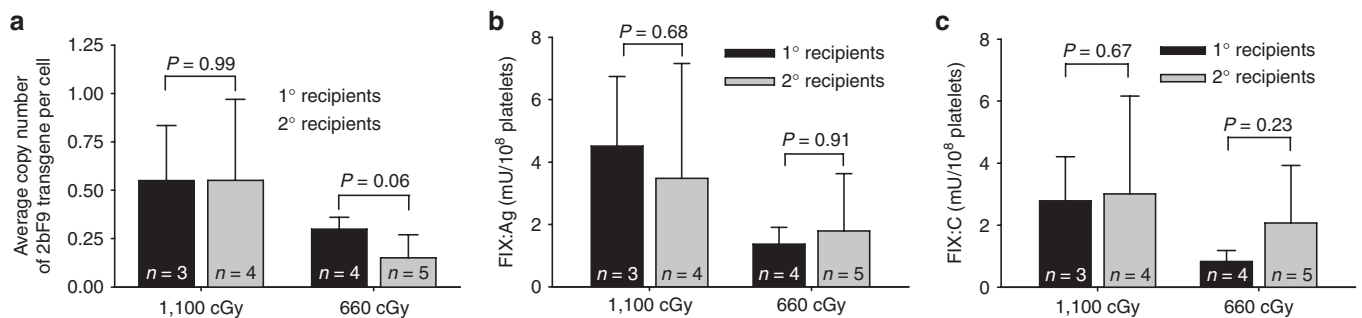 a
Average copy number
of 2bF9 transgene per cell
1.25
1.00
0.75
0.50
0.25
0.00
P = 0.99
1° recipients
2° recipients
P = 0.06
n = 3
n = 4
n = 4
n = 5
1,100 cGy
660 cGy
b
FIX:Ag (mU/10⁸ platelets)
8
6
4
2
0
P = 0.68
1° recipients
2° recipients
P = 0.91
n = 3
n = 4
n = 4
n = 5
1,100 cGy
660 cGy
c
FIX:C (mU/10⁸ platelets)
8
6
4
2
0
P = 0.67
1° recipients
2° recipients
P = 0.23
n = 3
n = 4
n = 4
n = 5
1,100 cGy
660 cGy